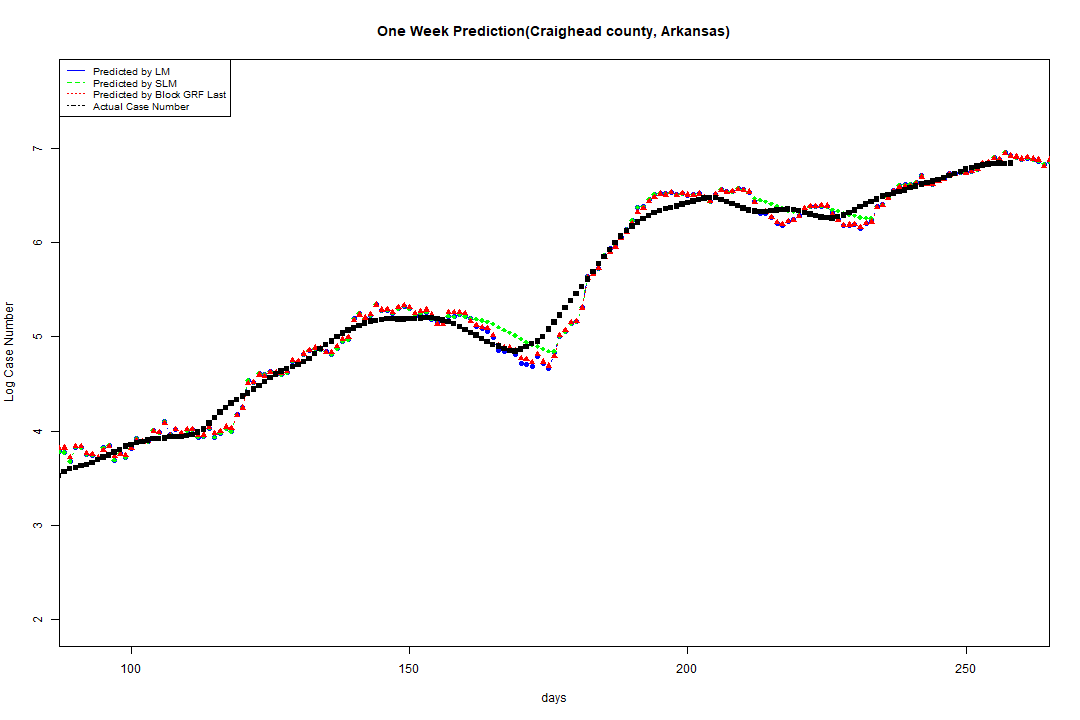 One Week Prediction(Craighead county, Arkansas)
Predicted by LM
Predicted by SLM
Predicted by Block GRF Last
Actual Case Number
7
6
5
4
3
2
Log Case Number
100 150 200 250
days